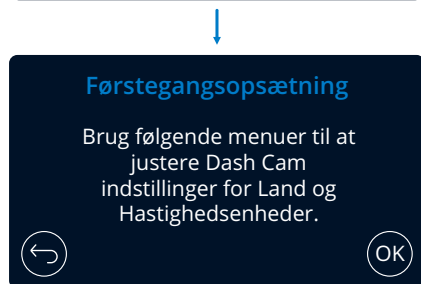 Førstegangsopsætning
Brug følgende menuer til at
justere Dash Cam
indstillinger for Land og
Hastighedsenheder.
OK